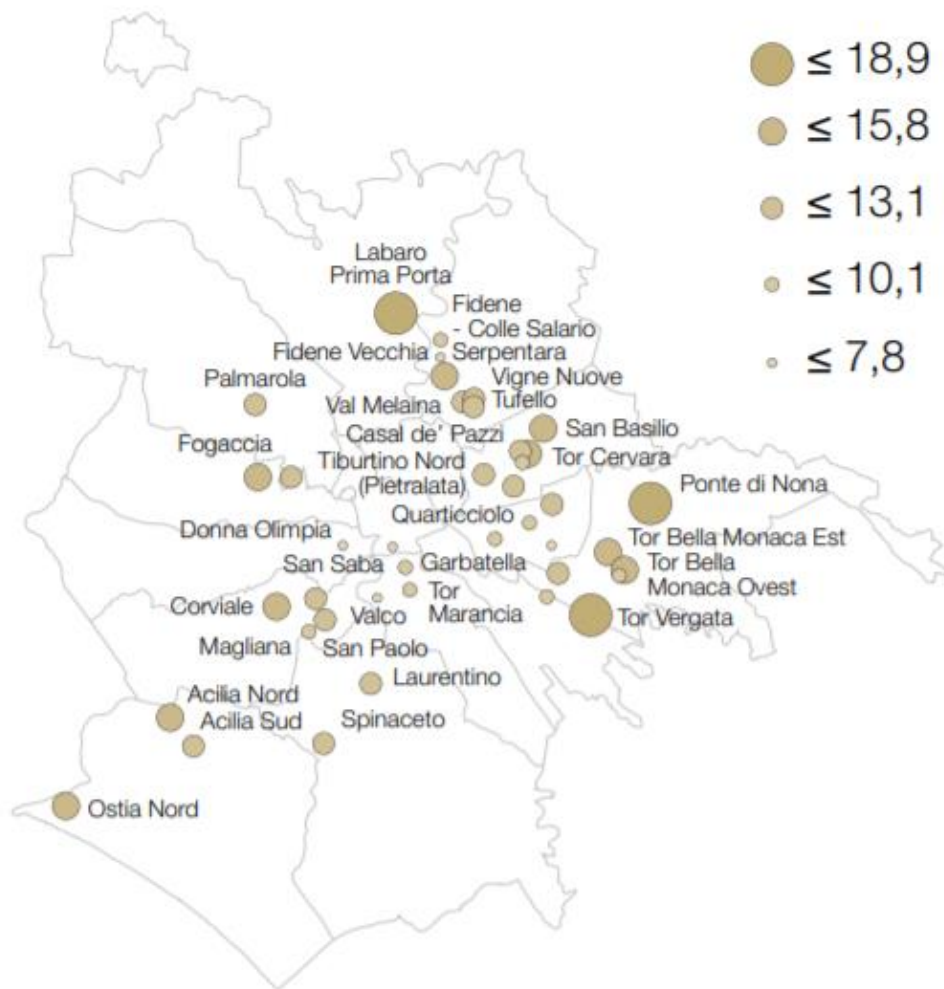 ≤ 18,9
≤ 15,8
≤ 13,1
≤ 10,1
≤ 7,8
Labaro
Prima Porta
Fidene
- Colle Salario
Fidene Vecchia
Serpentara
Palmarola
Vigne Nuove
Val Melaina
Tufello
Casal de' Pazzi
San Basilio
Fogaccia
Tiburtino Nord
(Pietralata)
Tor Cervara
Ponte di Nona
Quarticciolo
Donna Olimpia
Tor Bella Monaca Est
San Saba
Garbatella
Tor Bella
Monaca Ovest
Corviale
Valco
Tor
Marancia
Tor Vergata
Magliana
San Paolo
Laurentino
Acilia Nord
Acilia Sud
Spinaceto
Ostia Nord